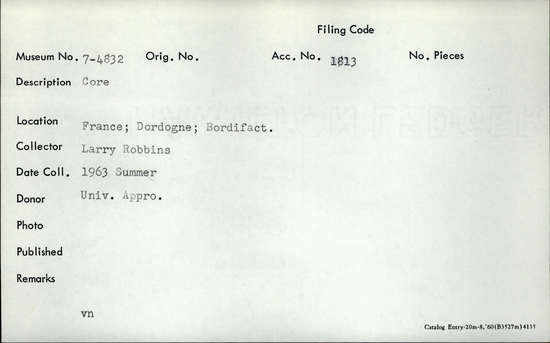 Filing Code
Museum No. 7-4832 Orig. No. Acc. No. 1813 No. Pieces
Description Core
Location France; Dordogne; Bordifact.
Collector Larry Robbins
Date Coll. 1963 Summer
Donor Univ. Appro.
Photo
Published
Remarks
vn
Catalog Entry-20m-8,'60(B3527m)4137